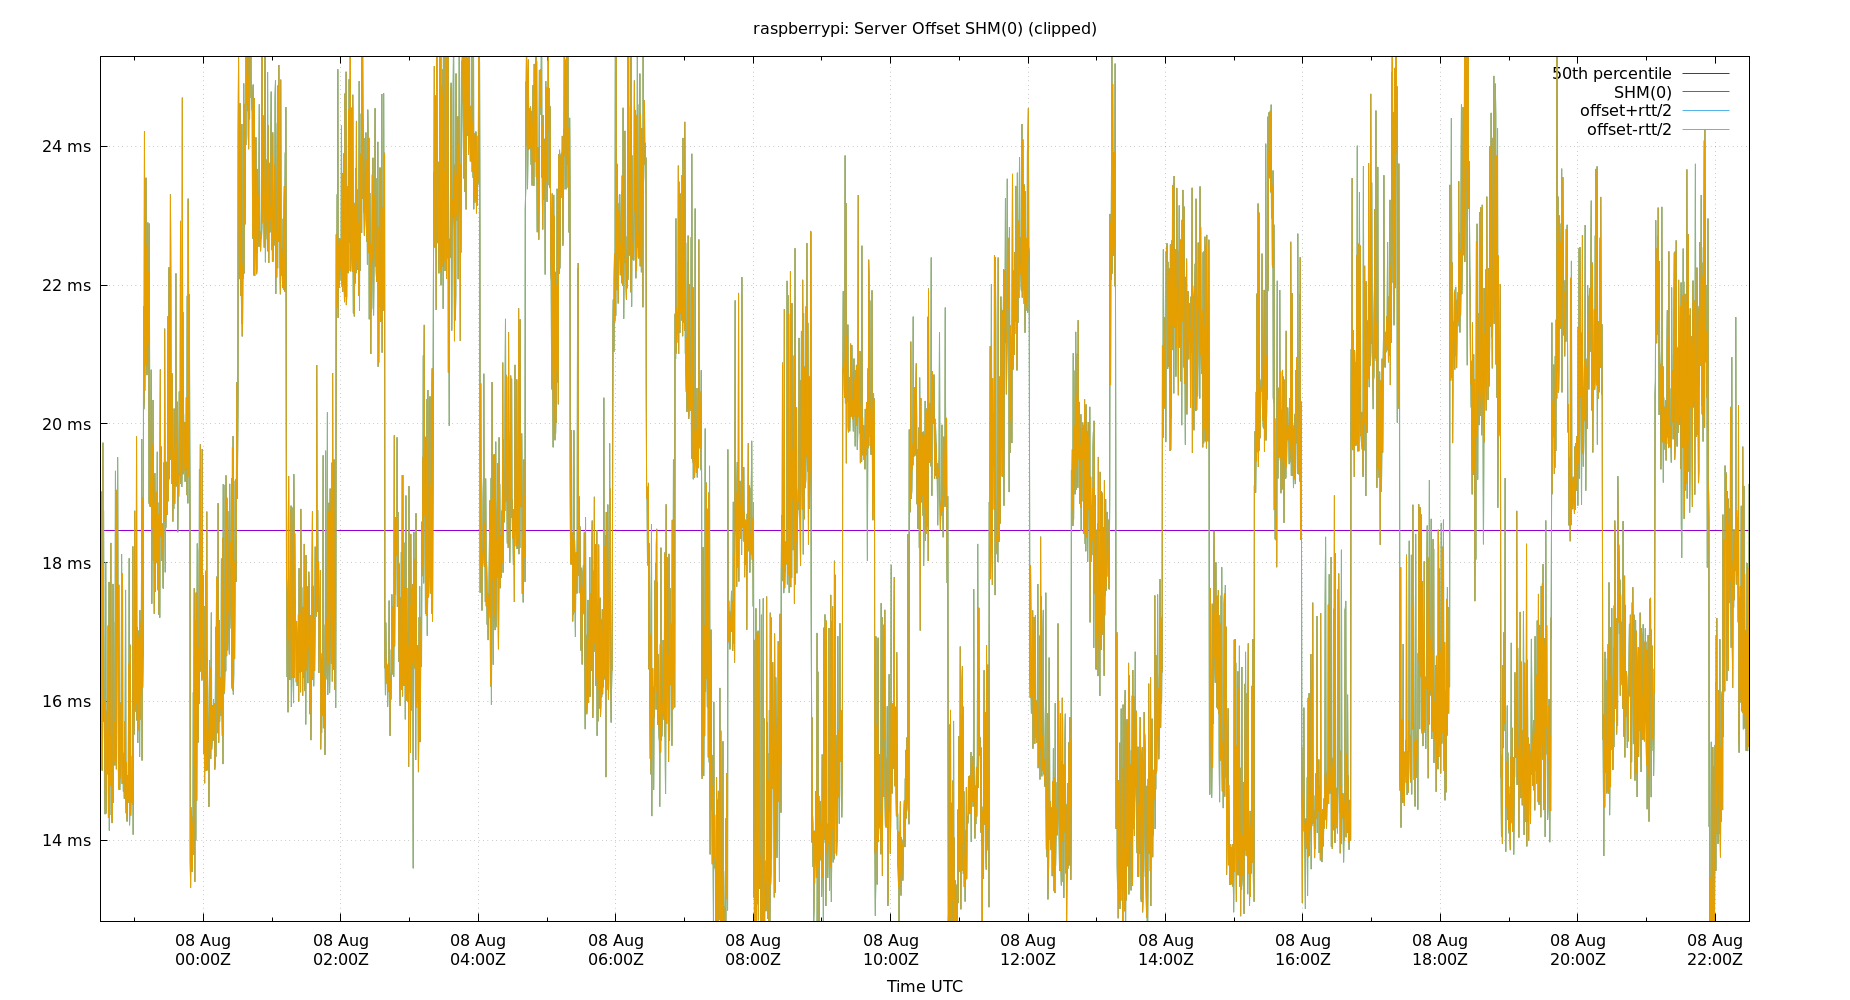 raspberrypi: Server Offset SHM(0) (clipped)
50th percentile
SHM(0)
offset+rtt/2
offset-rtt/2
24 ms
22 ms
20 ms
18 ms
16 ms
14 ms
08 Aug 08 Aug 08 Aug 08 Aug 08 Aug 08 Aug 08 Aug 08 Aug 08 Aug 08 Aug 08 Aug 08 Aug
00:00Z 02:00Z 04:00Z 06:00Z 08:00Z 10:00Z 12:00Z 14:00Z 16:00Z 18:00Z 20:00Z 22:00Z
Time UTC